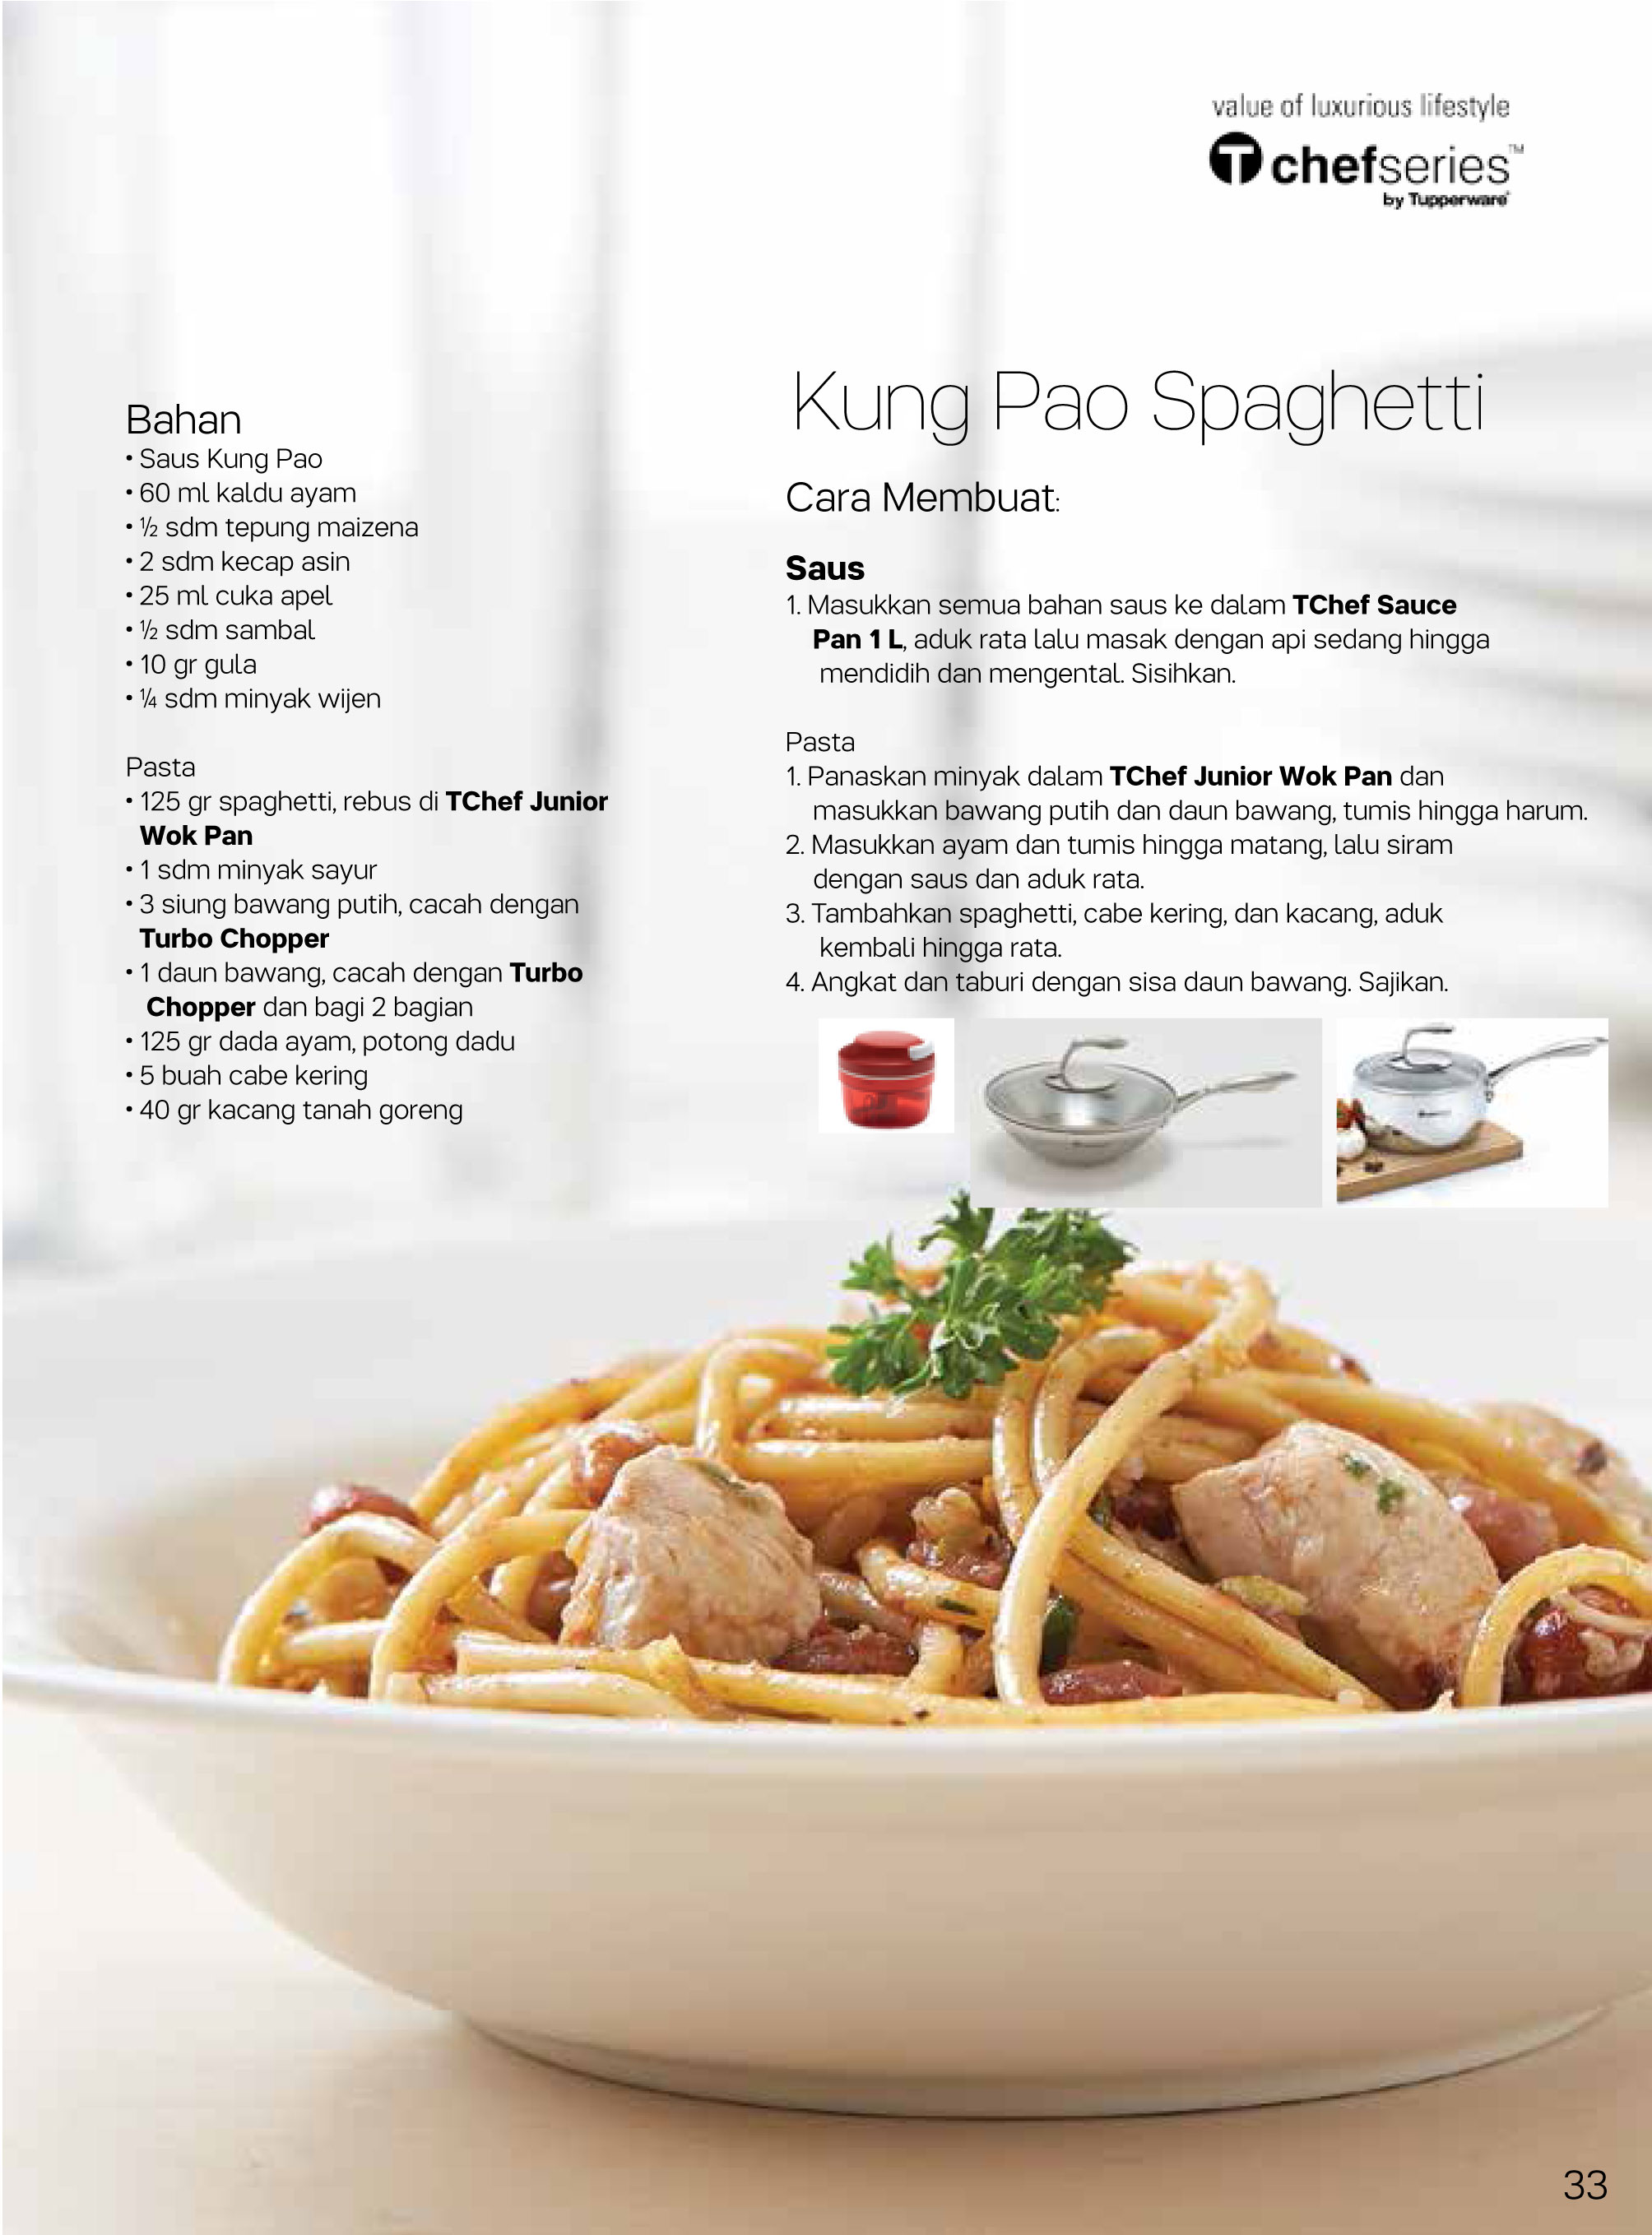 value of luxurious lifestyle
T chefseries™
by Tupperware
Bahan
• Saus Kung Pao
• 60 ml kaldu ayam
• ½ sdm tepung maizena
• 2 sdm kecap asin
• 25 ml cuka apel
• ½ sdm sambal
• 10 gr gula
• ¼ sdm minyak wijen
Pasta
• 125 gr spaghetti, rebus di TChef Junior
Wok Pan
• 1 sdm minyak sayur
• 3 siung bawang putih, cacah dengan
Turbo Chopper
• 1 daun bawang, cacah dengan Turbo
Chopper dan bagi 2 bagian
• 125 gr dada ayam, potong dadu
• 5 buah cabe kering
• 40 gr kacang tanah goreng
Kung Pao Spaghetti
Cara Membuat:
Saus
1. Masukkan semua bahan saus ke dalam TChef Sauce
Pan 1 L, aduk rata lalu masak dengan api sedang hingga
mendidih dan mengental. Sisihkan.
Pasta
1. Panaskan minyak dalam TChef Junior Wok Pan dan
masukkan bawang putih dan daun bawang, tumis hingga harum.
2. Masukkan ayam dan tumis hingga matang, lalu siram
dengan saus dan aduk rata.
3. Tambahkan spaghetti, cabe kering, dan kacang, aduk
kembali hingga rata.
4. Angkat dan taburi dengan sisa daun bawang. Sajikan.
33